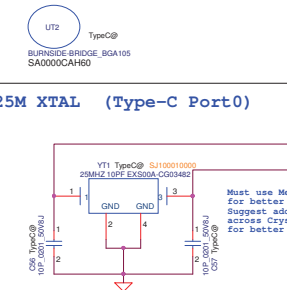 UT2
TypeC@
BURNSIDE-BRIDGE_BGA105
SA0000CAH60
25M XTAL (Type-C Port0)
YT1 TypeC@ SJ100010000
25MHZ 10PF EXS00A-CG03482
1 1 3 3
GND GND
2 4
Must use Me
for better
Suggest add
across Crys
for better
1
2
C56 TypeC@
10P_0201_50V8J
1
2
C57 TypeC@
10P_0201_50V8J